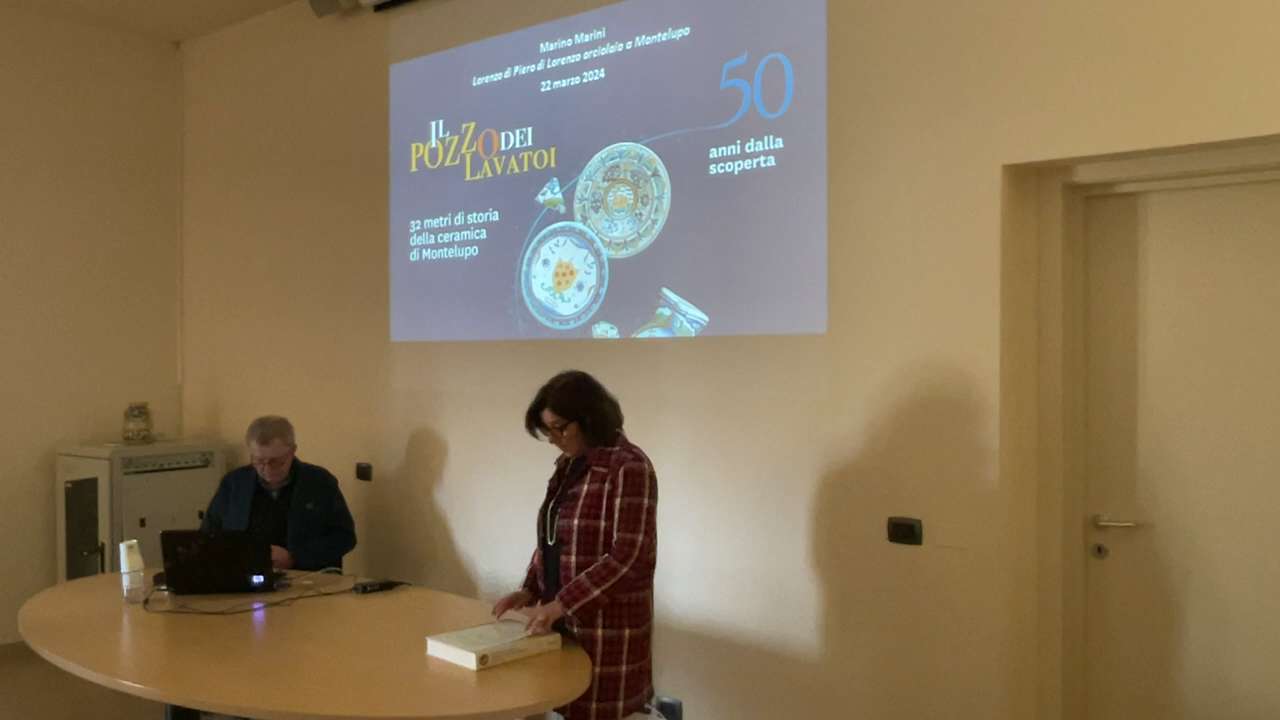 Marino Marini
Lorenzo di Piero di Lorenzo orciolaio a Montelupo
22 marzo 2024
50
anni dalla
scoperta
IL
POZZO DEI
LAVATOI
32 metri di storia
della ceramica
di Montelupo